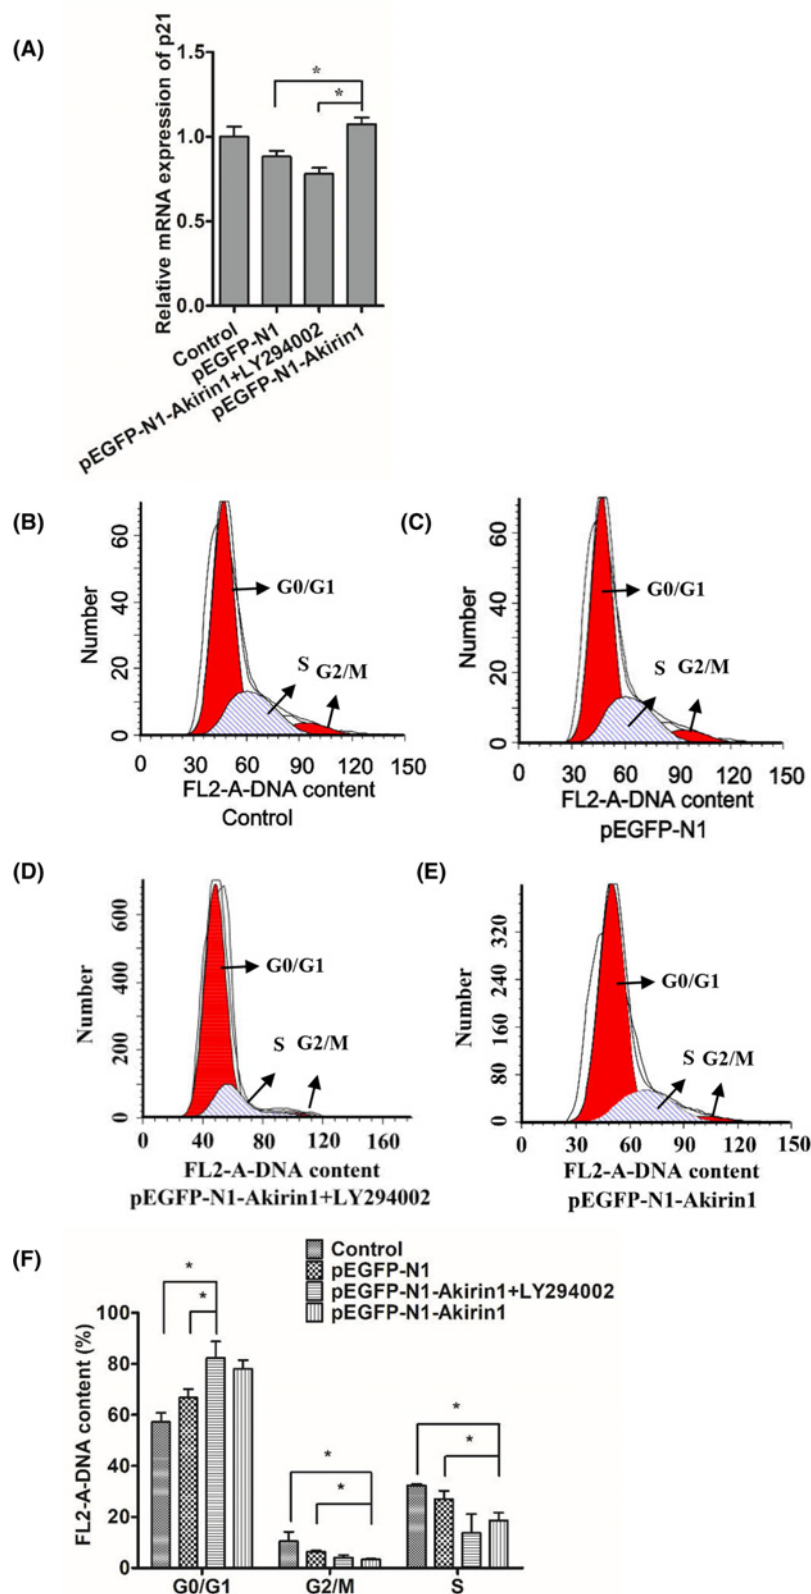 (A)
Relative mRNA expression of p21
1.5
1.0
0.5
0.0
*
*
Control
pEGFP-N1
pEGFP-N1-Akirin1+LY294002
pEGFP-N1-Akirin1
(B)
Number
60
40
20
0
G0/G1
S G2/M
0 30 60 90 120 150
FL2-A-DNA content
Control
(C)
Number
60
40
20
0
G0/G1
S G2/M
0 30 60 90 120 150
FL2-A-DNA content
pEGFP-N1
(D)
Number
600
400
200
0
G0/G1
S G2/M
0 40 80 120 160
FL2-A-DNA content
pEGFP-N1-Akirin1+LY294002
(E)
Number
320
240
160
80
0
G0/G1
S G2/M
0 30 60 90 120 150
FL2-A-DNA content
pEGFP-N1-Akirin1
(F)
Control
pEGFP-N1
pEGFP-N1-Akirin1+LY294002
pEGFP-N1-Akirin1
FL2-A-DNA content (%)
100
80
60
40
20
0
*
*
*
*
*
*
G0/G1 G2/M S